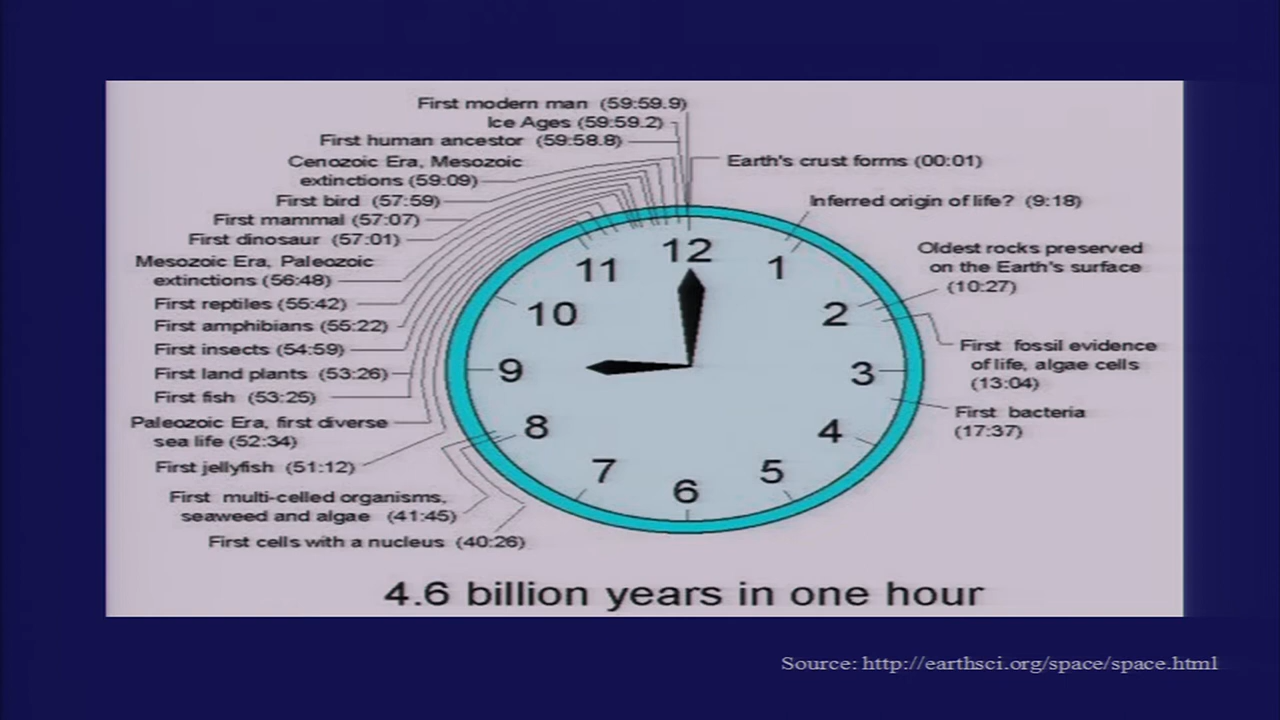 First modern man (59:59.9)
Ice Ages (59:59.2)
First human ancestor (59:58.8)
Cenozoic Era, Mesozoic
extinctions (59:09)
First bird (57:59)
First mammal (57:07)
First dinosaur (57:01)
Mesozoic Era, Paleozoic
extinctions (56:48)
First reptiles (55:42)
First amphibians (55:22)
First insects (54:59)
First land plants (53:26)
First fish (53:25)
Paleozoic Era, first diverse
sea life (52:34)
First jellyfish (51:12)
First multi-celled organisms,
seaweed and algae (41:45)
First cells with a nucleus (40:26)
Earth's crust forms (00:01)
Inferred origin of life? (9:18)
Oldest rocks preserved
on the Earth's surface
(10:27)
First fossil evidence
of life, algae cells
(13:04)
First bacteria
(17:37)
12
1
2
3
4
5
6
7
8
9
10
11
4.6 billion years in one hour
Source: http://earthsci.org/space/space.html